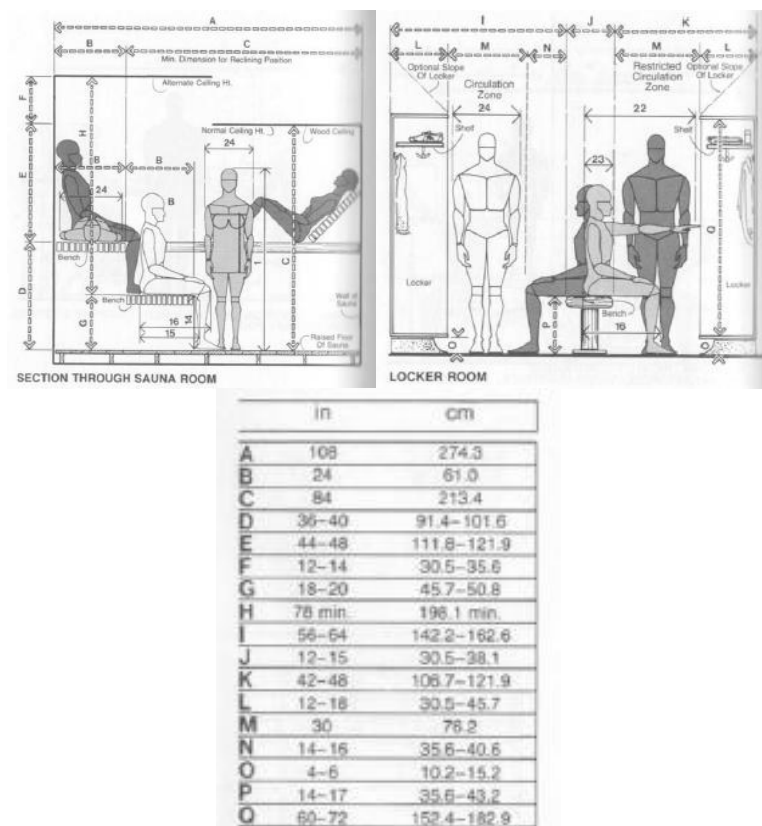 A
B
C
Min. Dimension for Reclining Position
Alternate Ceiling Ht.
F
H
Normal Ceiling Ht.
Wood Ceiling
24
B
B
E
24
B
Bench
1
C
D
Bench
Wall of Sauna
G
16
14
15
Raised Floor
Of Sauna
SECTION THROUGH SAUNA ROOM
I
J
K
L
M
N
M
L
Optional Slope
Of Locker
Circulation
Zone
Restricted
Circulation
Zone
Optional Slope
Of Locker
24
22
Shelf
Shelf
23
Q
Locker
Locker
P
Bench
16
O
O
LOCKER ROOM
in cm
A 108 274.3
B 24 61.0
C 84 213.4
D 36–40 91.4–101.6
E 44–48 111.8–121.9
F 12–14 30.5–35.6
G 18–20 45.7–50.8
H 78 min. 198.1 min.
I 56–64 142.2–162.6
J 12–15 30.5–38.1
K 42–48 106.7–121.9
L 12–18 30.5–45.7
M 30 76.2
N 14–16 35.6–40.6
O 4–6 10.2–15.2
P 14–17 35.6–43.2
Q 60–72 152.4–182.9